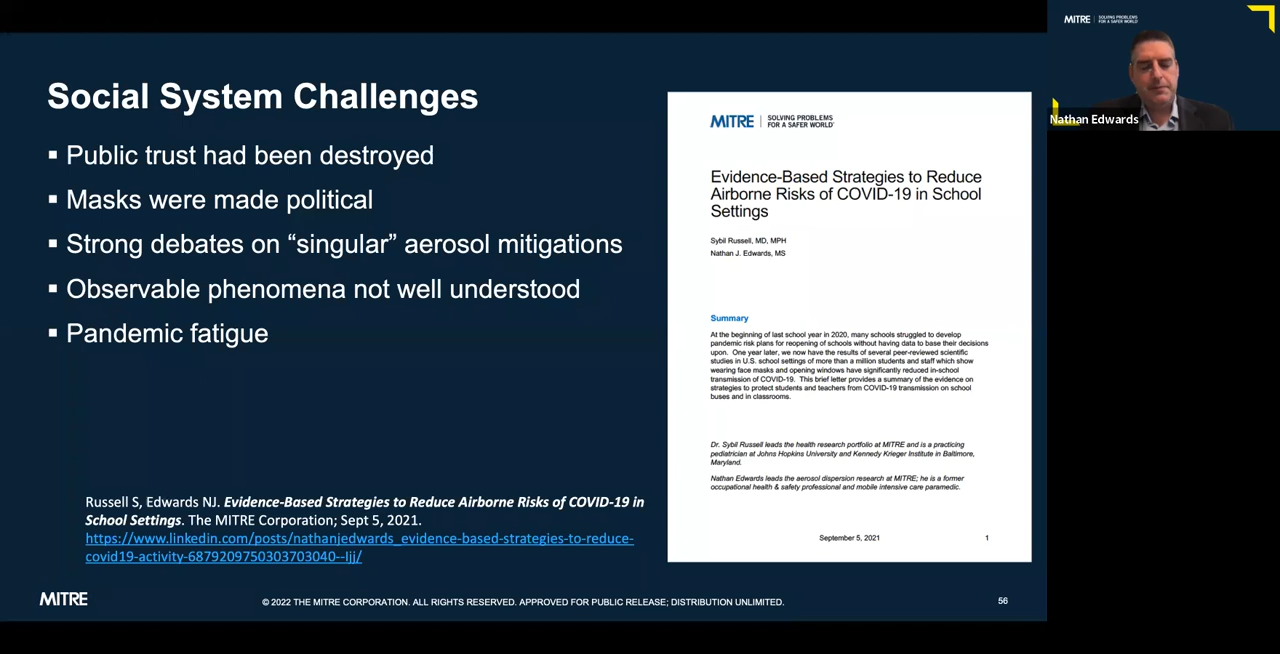 Social System Challenges
▪ Public trust had been destroyed
▪ Masks were made political
▪ Strong debates on “singular” aerosol mitigations
▪ Observable phenomena not well understood
▪ Pandemic fatigue
Russell S, Edwards NJ. Evidence-Based Strategies to Reduce Airborne Risks of COVID-19 in
School Settings. The MITRE Corporation; Sept 5, 2021.
https://www.linkedin.com/posts/nathanjedwards_evidence-based-strategies-to-reduce-
covid19-activity-6879209750303703040--ljj/
MITRE | SOLVING PROBLEMS
FOR A SAFER WORLD®
Evidence-Based Strategies to Reduce
Airborne Risks of COVID-19 in School
Settings
Sybil Russell, MD, MPH
Nathan J. Edwards, MS
Summary
At the beginning of last school year in 2020, many schools struggled to develop
pandemic risk plans for reopening of schools without having data to base their decisions
upon. One year later, we now have the results of several peer-reviewed scientific
studies in U.S. school settings of more than a million students and staff which show
wearing face masks and opening windows have significantly reduced in-school
transmission of COVID-19. This brief letter provides a summary of the evidence on
strategies to protect students and teachers from COVID-19 transmission on school
buses and in classrooms.
Dr. Sybil Russell leads the health research portfolio at MITRE and is a practicing
pediatrician at Johns Hopkins University and Kennedy Krieger Institute in Baltimore,
Maryland.
Nathan Edwards leads the aerosol dispersion research at MITRE; he is a former
occupational health & safety professional and mobile intensive care paramedic.
September 5, 2021 1
MITRE
© 2022 THE MITRE CORPORATION. ALL RIGHTS RESERVED. APPROVED FOR PUBLIC RELEASE; DISTRIBUTION UNLIMITED.
56
MITRE | SOLVING PROBLEMS
FOR A SAFER WORLD®
Nathan Edwards